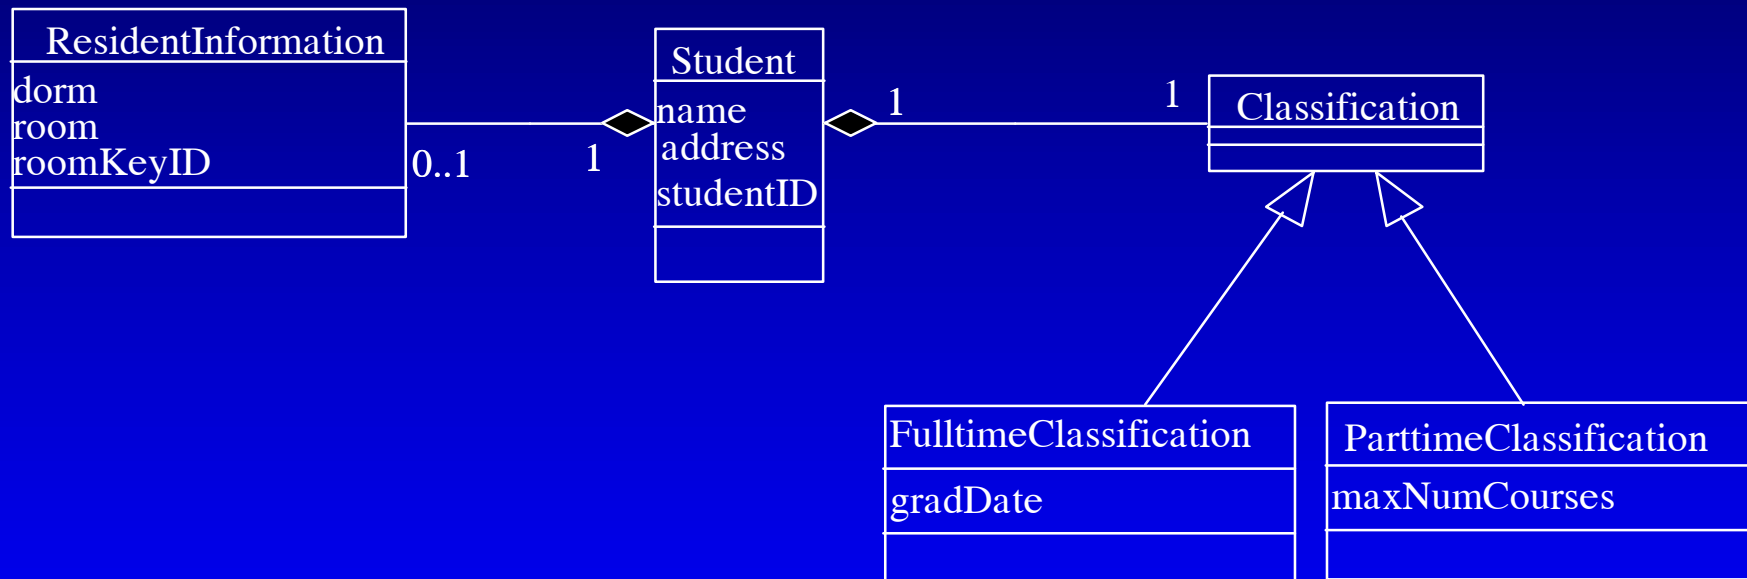 ResidentInformation
dorm
room
roomKeyID
0..1
1
Student
name
address
studentID
1
1
Classification
FulltimeClassification
gradDate
ParttimeClassification
maxNumCourses